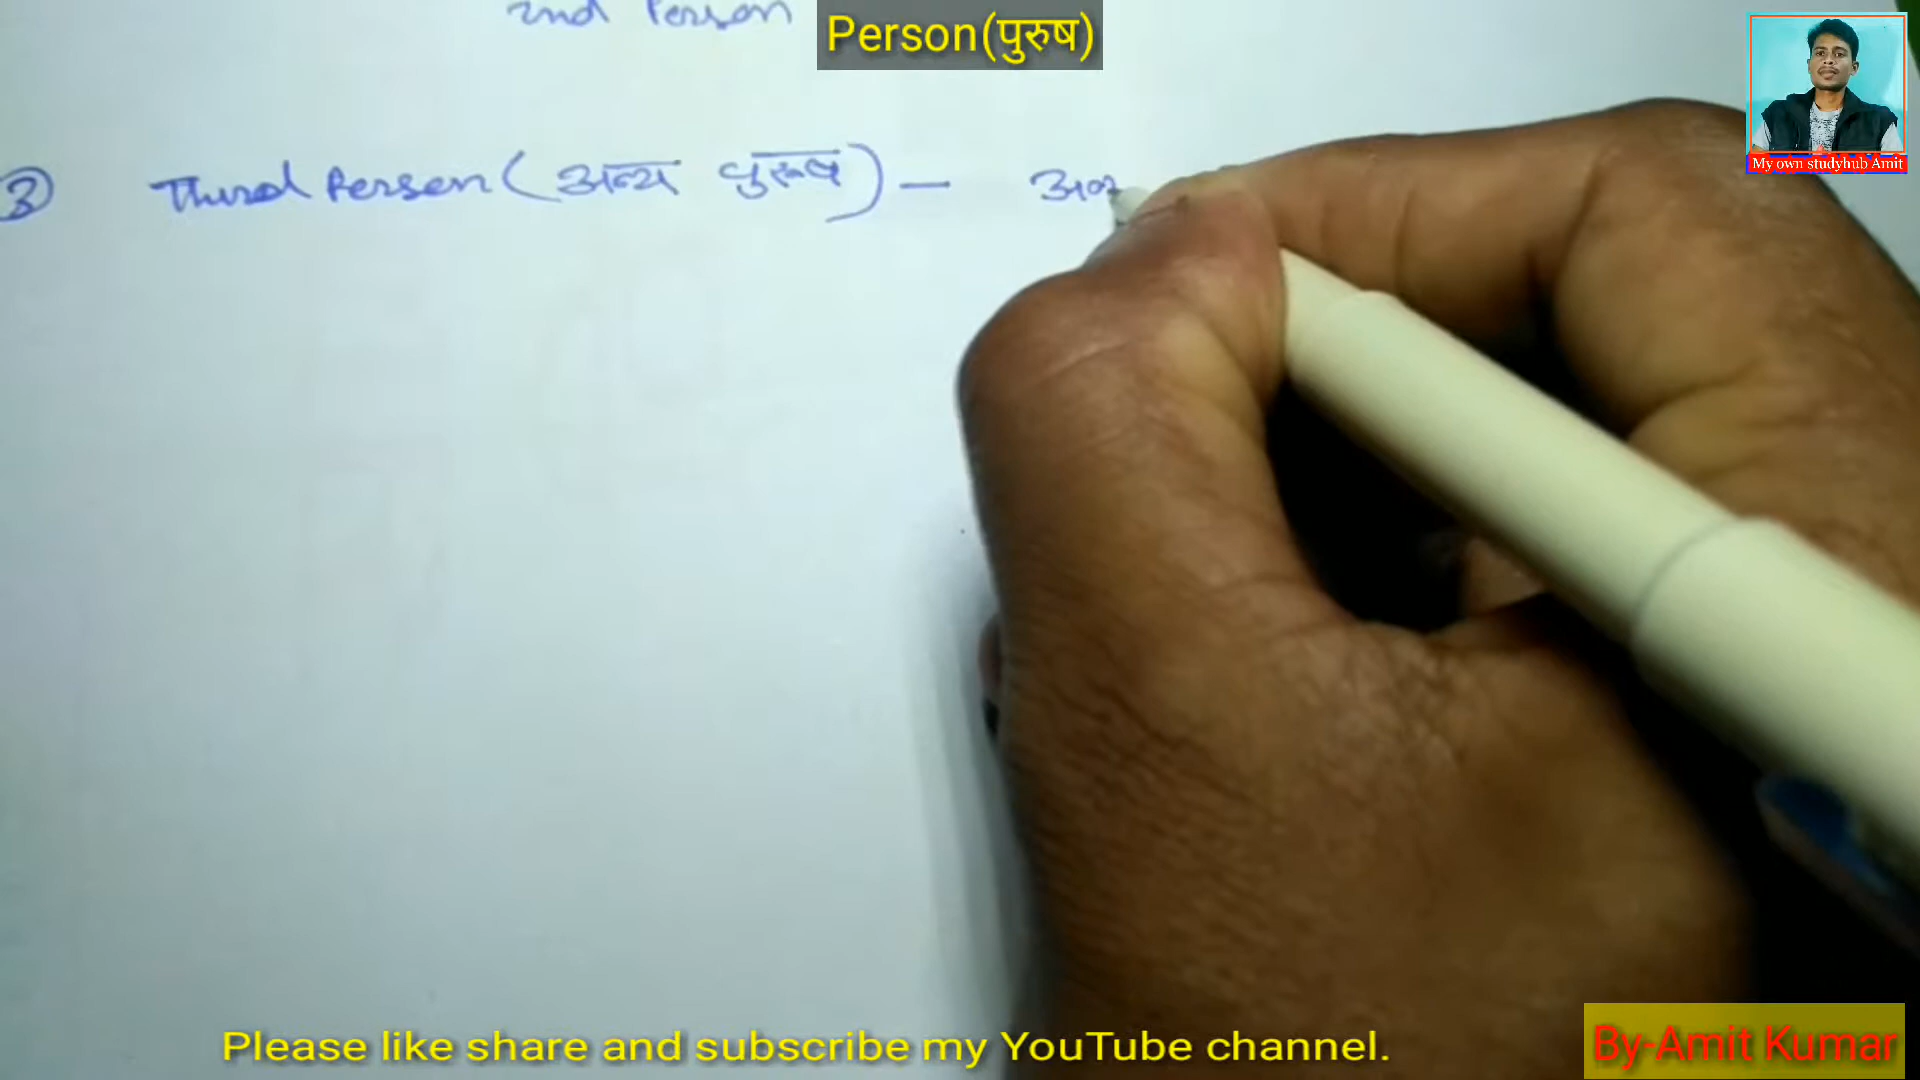 2nd Person
Person(पुरुष)
My own studyhub Amit
③ Third Person (अन्य पुरूष) — अन्
Please like share and subscribe my YouTube channel.
By-Amit Kumar